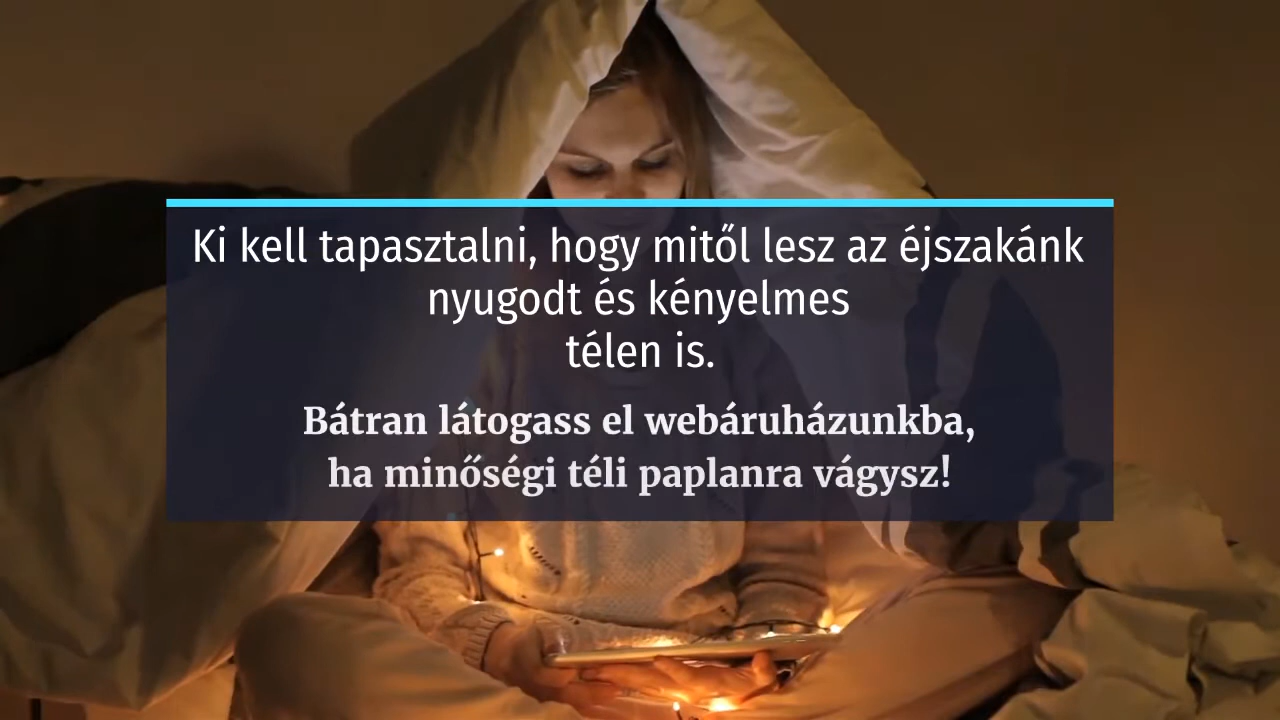 Ki kell tapasztalni, hogy mitől lesz az éjszakánk
nyugodt és kényelmes
télen is.
Bátran látogass el webáruházunkba,
ha minőségi téli paplanra vágysz!